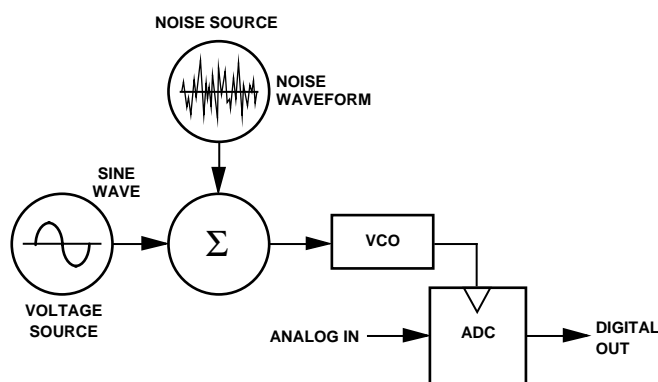 NOISE SOURCE
NOISE
WAVEFORM
SINE
WAVE
Σ
VCO
VOLTAGE
SOURCE
ANALOG IN
ADC
DIGITAL
OUT